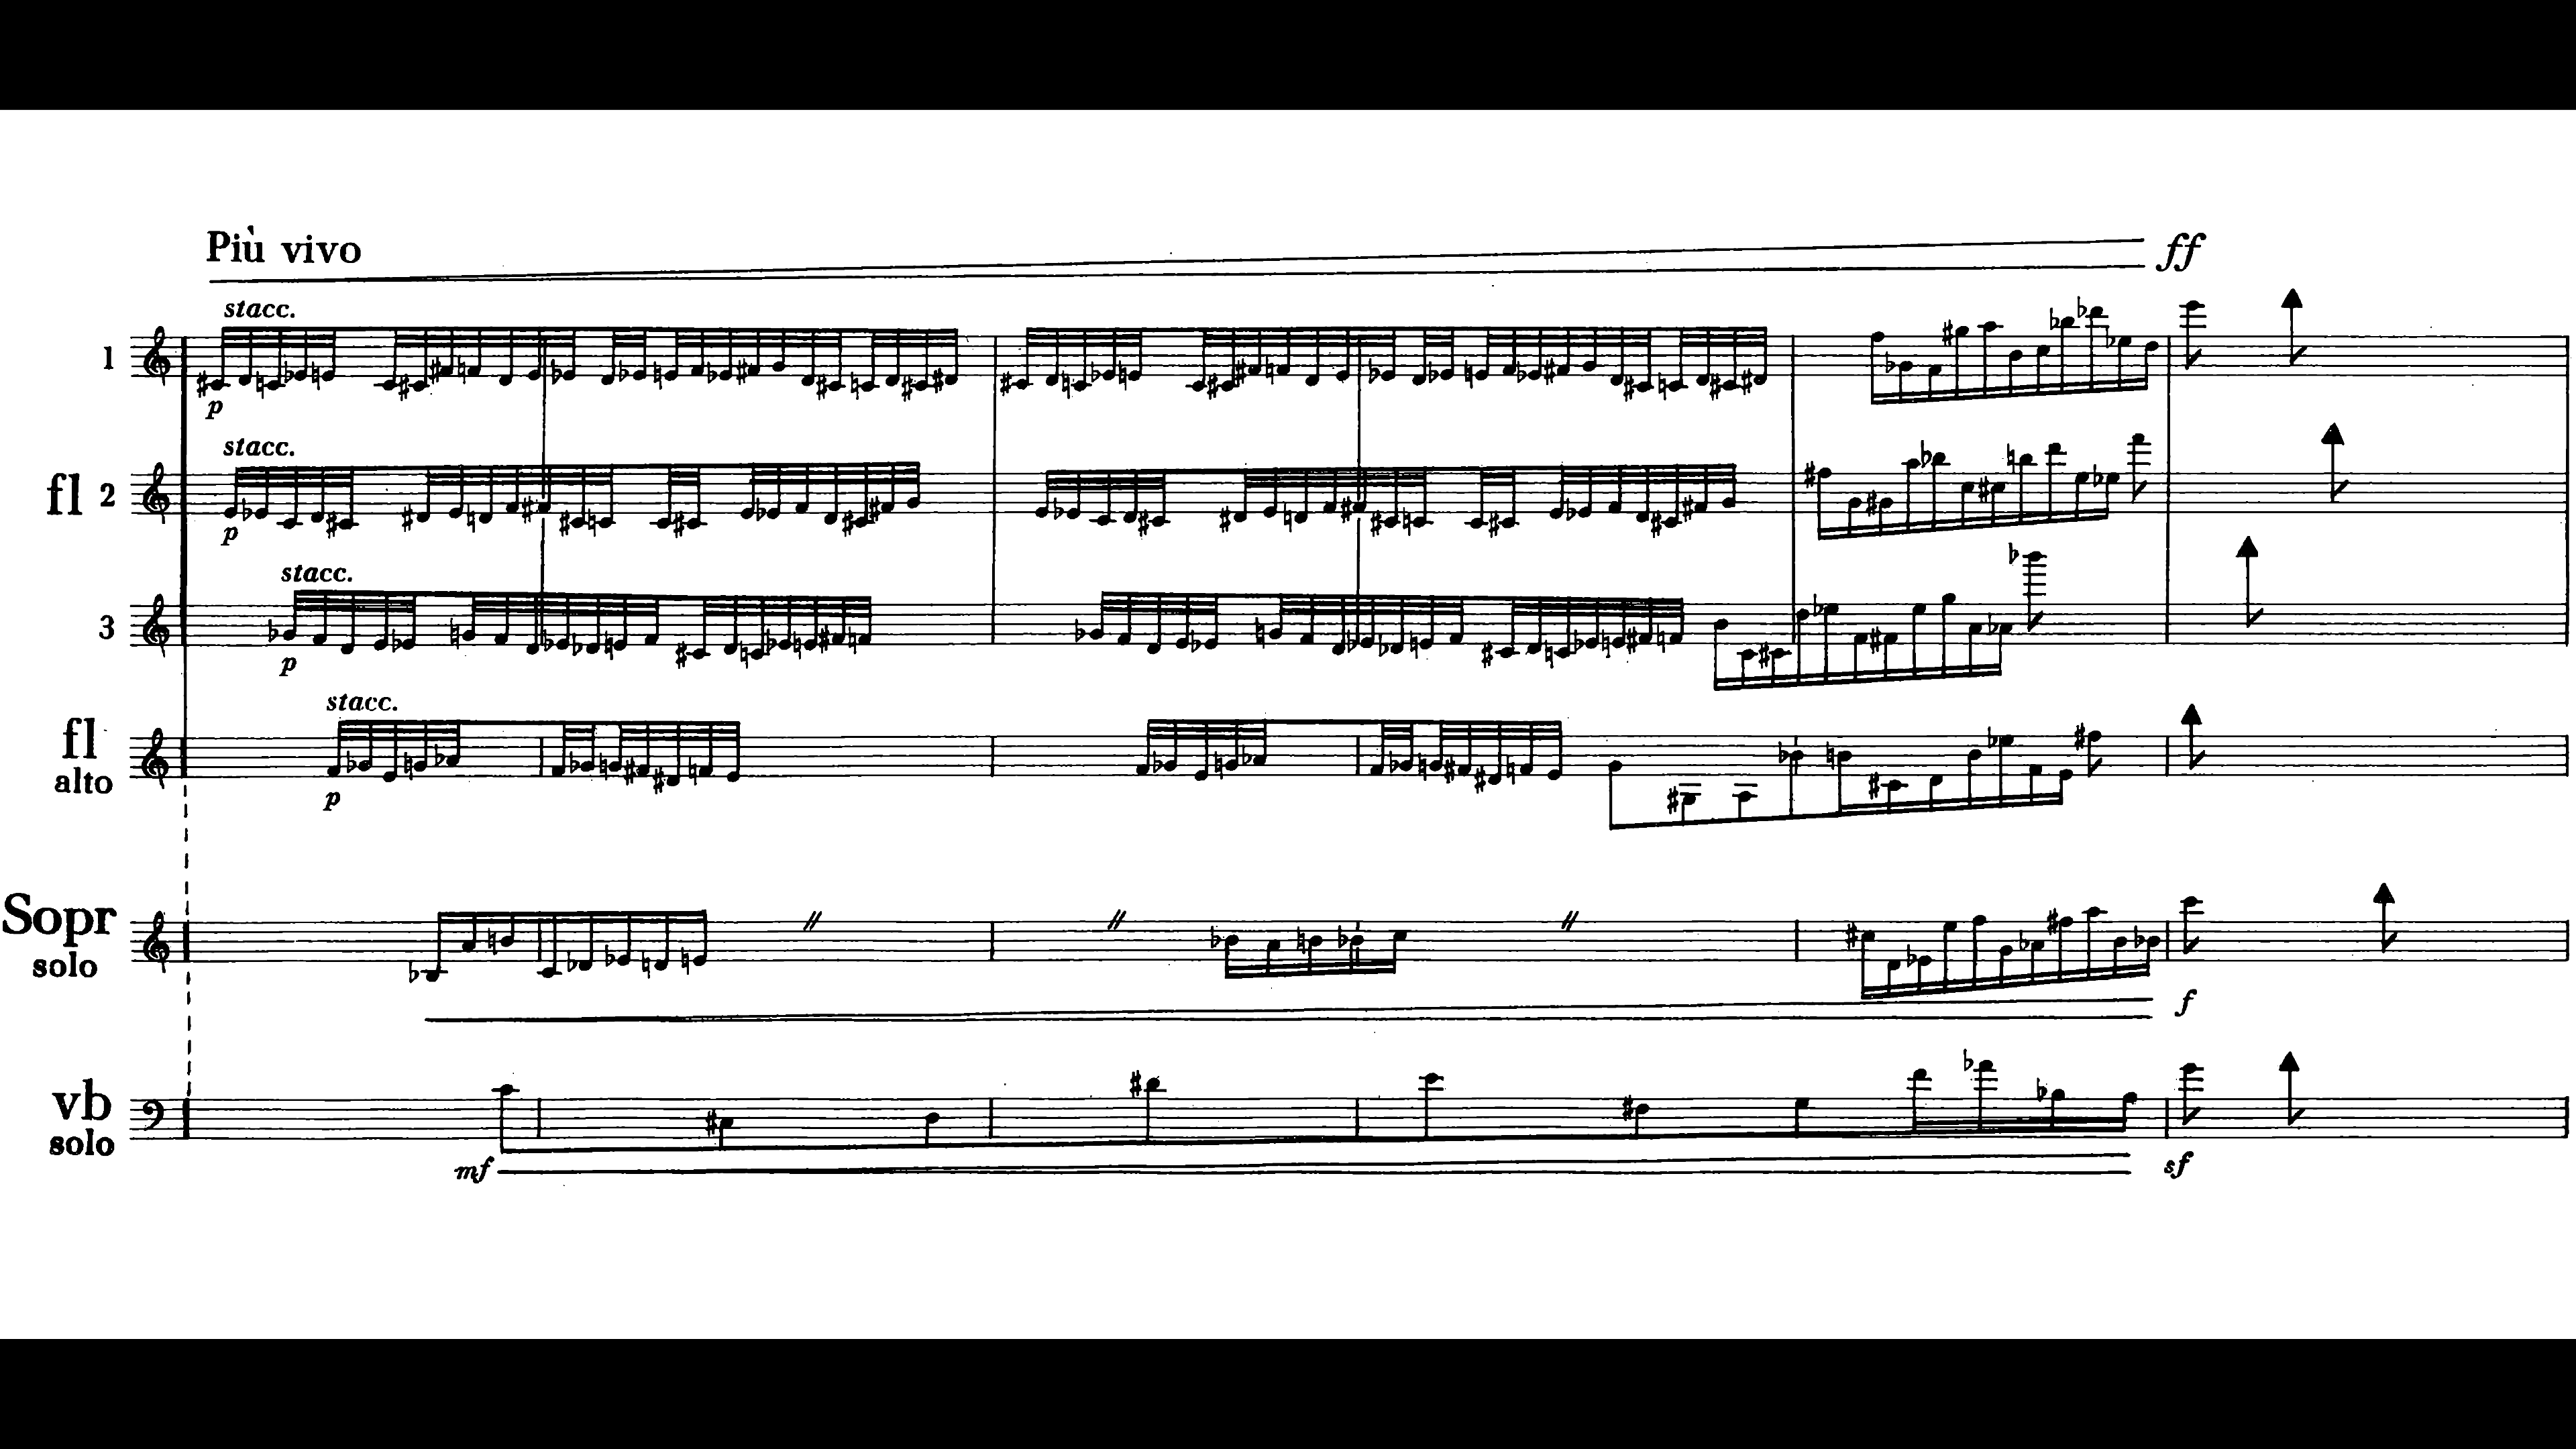 Più vivo
ff
stacc.
1
p
stacc.
fl 2
p
stacc.
3
p
stacc.
fl
alto
p
Sopr
solo
f
vb
solo
mf
sf